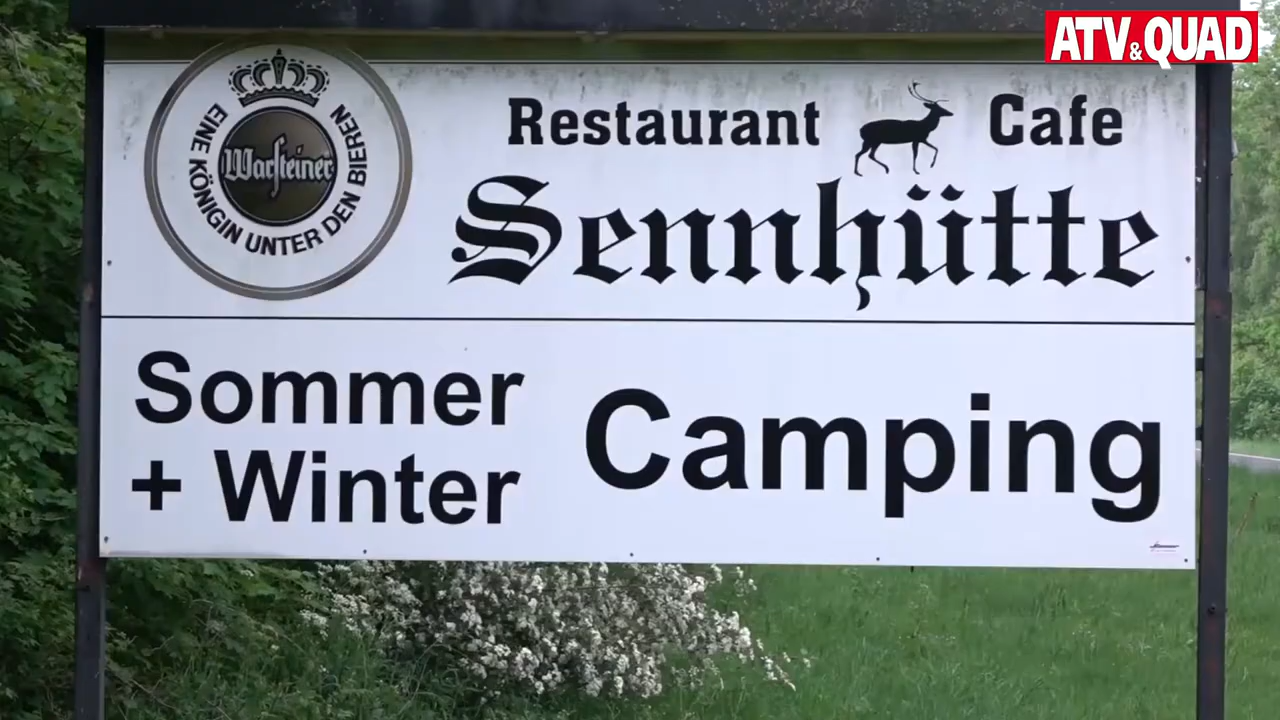 ATV&QUAD
EINE KÖNIGIN UNTER DEN BIEREN
Warsteiner
Restaurant Cafe
Sennhütte
Sommer
+ Winter
Camping